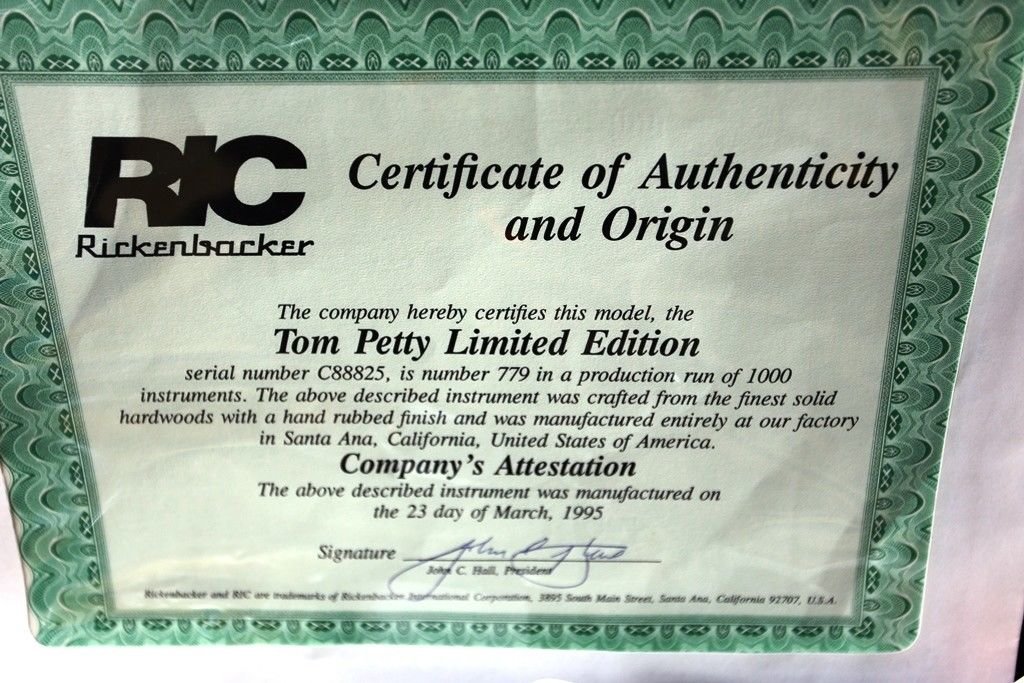 RIC
Rickenbacker
Certificate of Authenticity
and Origin
The company hereby certifies this model, the
Tom Petty Limited Edition
serial number C88825, is number 779 in a production run of 1000
instruments. The above described instrument was crafted from the finest solid
hardwoods with a hand rubbed finish and was manufactured entirely at our factory
in Santa Ana, California, United States of America.
Company's Attestation
The above described instrument was manufactured on
the 23 day of March, 1995
Signature
John C. Hall, President
Rickenbacker and RIC are trademarks of Rickenbacker International Corporation, 3895 South Main Street, Santa Ana, California 92707, U.S.A.